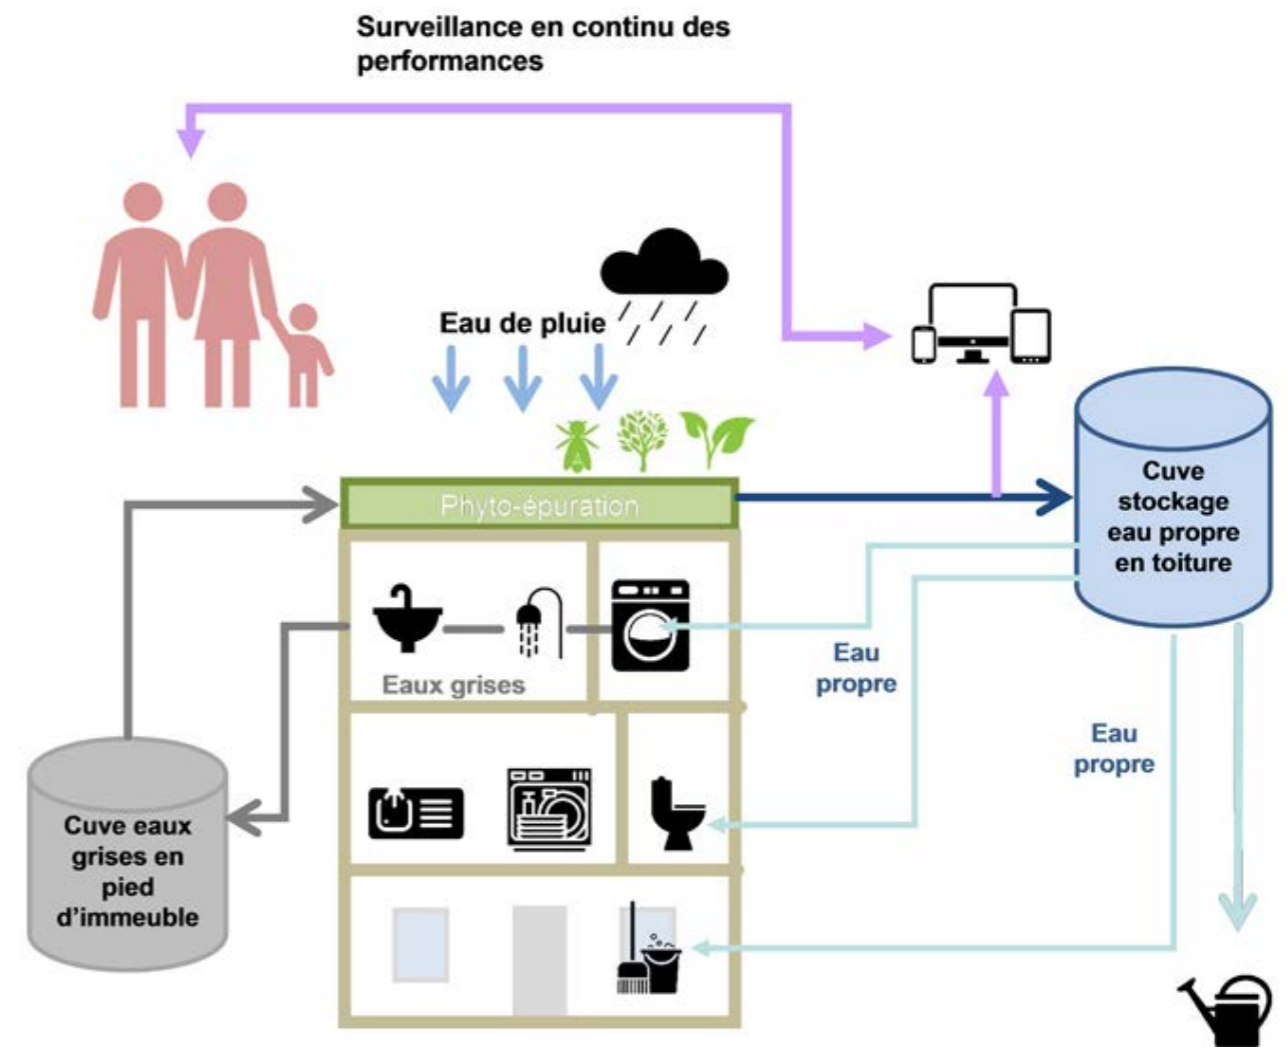 Surveillance en continu des
performances
Eau de pluie
Phyto-épuration
Cuve
stockage
eau propre
en toiture
Eaux grises
Eau
propre
Eau
propre
Cuve eaux
grises en
pied
d'immeuble